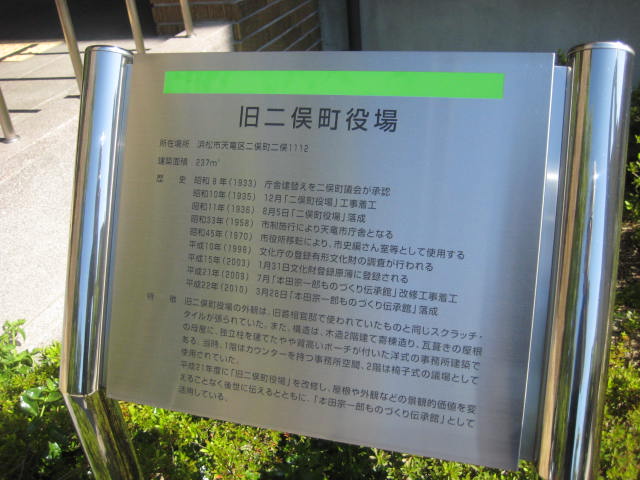 旧二俣町役場
所在場所 浜松市天竜区二俣町二俣1112
建築面積 237㎡
歴 史 昭和8年(1933) 庁舎建替えを二俣町議会が承認
昭和10年(1935) 12月「二俣町役場」工事着工
昭和11年(1936) 8月5日「二俣町役場」落成
昭和33年(1958) 市制施行により天竜市庁舎となる
昭和45年(1970) 市役所移転により、市史編さん室等として使用する
平成10年(1998) 文化庁の登録有形文化財の調査が行われる
平成15年(2003) 1月31日文化財登録原簿に登録される
平成21年(2009) 7月「本田宗一郎ものづくり伝承館」改修工事着工
平成22年(2010) 3月28日「本田宗一郎ものづくり伝承館」落成
特 徴 旧二俣町役場の外観は、旧首相官邸で使われていたものと同じスクラッチ・
タイルが張られていた。また、構造は、木造2階建て寄棟造り、瓦葺きの屋根
の母屋に、独立柱を建てたやや背高いポーチが付いた洋式の事務所建築で
ある。当時、1階はカウンターを持つ事務所空間、2階は椅子式の議場として
使用されていた。
平成21年度に「旧二俣町役場」を改修し、屋根や外観などの景観的価値を変
えることなく後世に伝えるとともに、「本田宗一郎ものづくり伝承館」として
活用している。